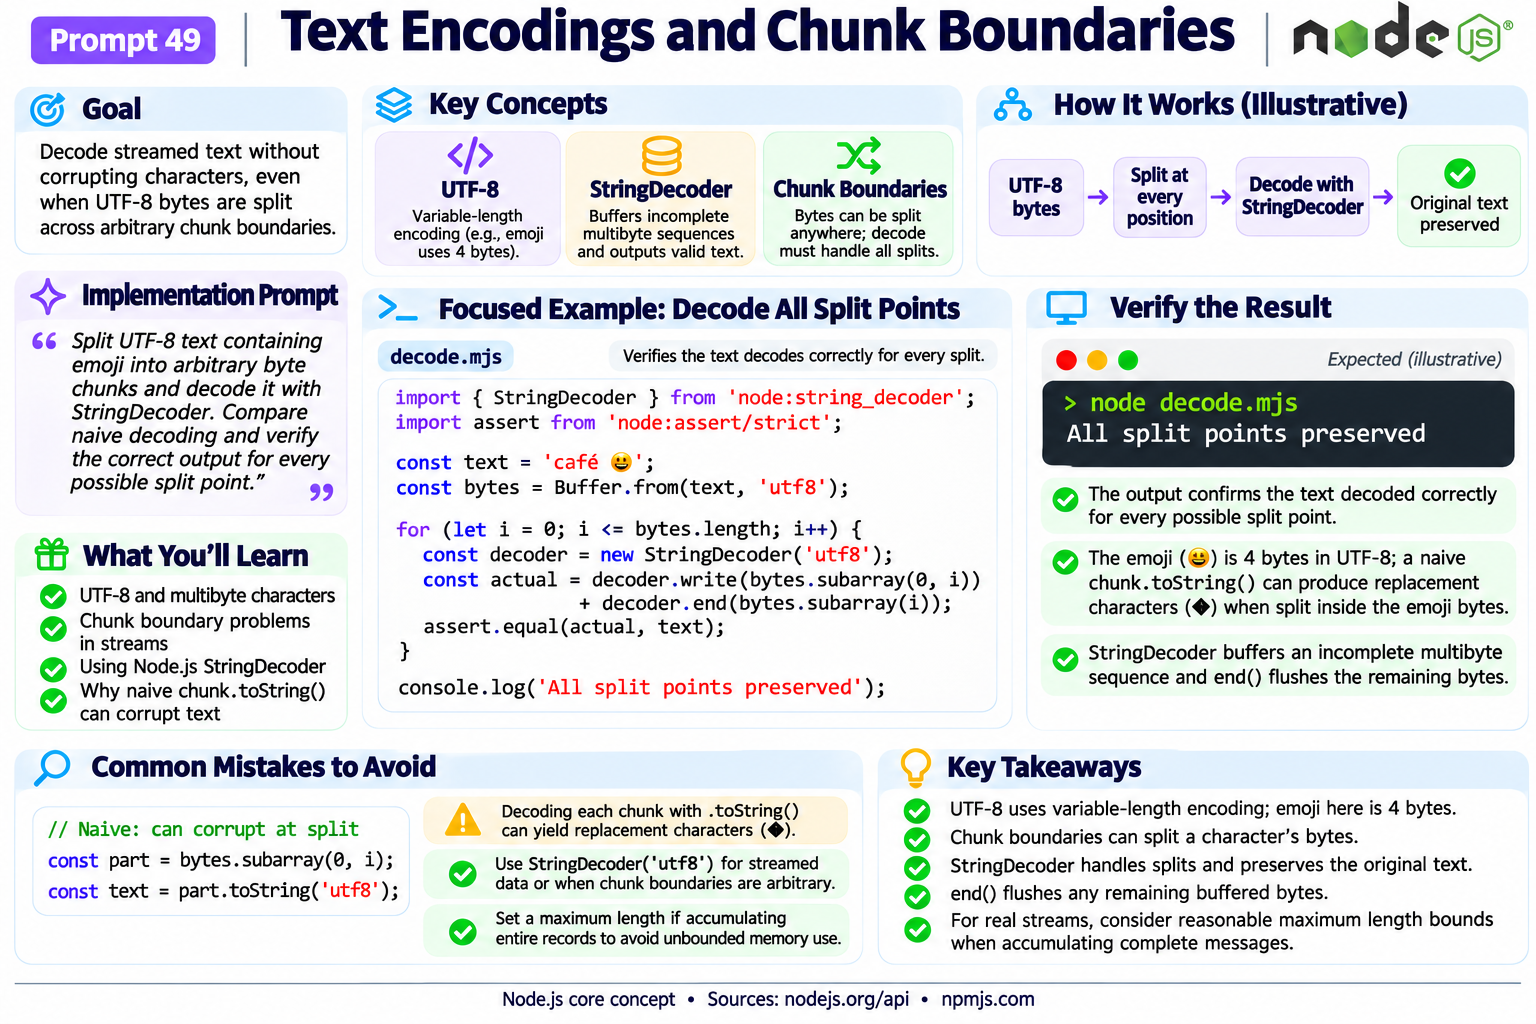 Prompt 49
Text Encodings and Chunk Boundaries
node JS ®
Goal
Decode streamed text without
corrupting characters, even
when UTF-8 bytes are split
across arbitrary chunk boundaries.
Key Concepts
</>
UTF-8
Variable-length
encoding (e.g., emoji
uses 4 bytes).
StringDecoder
Buffers incomplete
multibyte sequences
and outputs valid text.
Chunk Boundaries
Bytes can be split
anywhere; decode
must handle all splits.
How It Works (Illustrative)
UTF-8
bytes
Split at
every
position
Decode with
StringDecoder
Original text
preserved
Implementation Prompt
“ Split UTF-8 text containing
emoji into arbitrary byte
chunks and decode it with
StringDecoder. Compare
naive decoding and verify
the correct output for every
possible split point.”
”
What You’ll Learn
UTF-8 and multibyte characters
Chunk boundary problems
in streams
Using Node.js StringDecoder
Why naive chunk.toString()
can corrupt text
Focused Example: Decode All Split Points
decode.mjs
Verifies the text decodes correctly for every split.
import { StringDecoder } from 'node:string_decoder';
import assert from 'node:assert/strict';
const text = 'café 😀';
const bytes = Buffer.from(text, 'utf8');
for (let i = 0; i <= bytes.length; i++) {
const decoder = new StringDecoder('utf8');
const actual = decoder.write(bytes.subarray(0, i))
+ decoder.end(bytes.subarray(i));
assert.equal(actual, text);
}
console.log('All split points preserved');
Verify the Result
Expected (illustrative)
> node decode.mjs
All split points preserved
The output confirms the text decoded correctly
for every possible split point.
The emoji (😀) is 4 bytes in UTF-8; a naive
chunk.toString() can produce replacement
characters (�) when split inside the emoji bytes.
StringDecoder buffers an incomplete multibyte
sequence and end() flushes the remaining bytes.
Common Mistakes to Avoid
// Naive: can corrupt at split
const part = bytes.subarray(0, i);
const text = part.toString('utf8');
Decoding each chunk with .toString()
can yield replacement characters (�).
Use StringDecoder('utf8') for streamed
data or when chunk boundaries are arbitrary.
Set a maximum length if accumulating
entire records to avoid unbounded memory use.
Key Takeaways
UTF-8 uses variable-length encoding; emoji here is 4 bytes.
Chunk boundaries can split a character’s bytes.
StringDecoder handles splits and preserves the original text.
end() flushes any remaining buffered bytes.
For real streams, consider reasonable maximum length bounds
when accumulating complete messages.
Node.js core concept • Sources: nodejs.org/api • npmjs.com